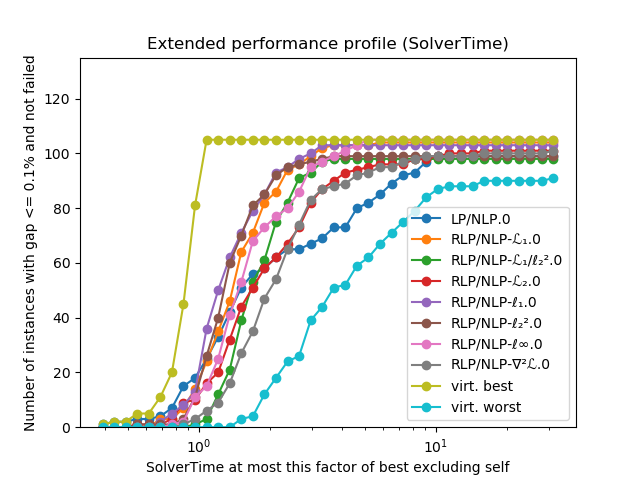 Extended performance profile (SolverTime)
Number of instances with gap <= 0.1% and not failed
120
100
80
60
40
20
0
10⁰
10¹
SolverTime at most this factor of best excluding self
LP/NLP.0
RLP/NLP-ℒ₁.0
RLP/NLP-ℒ₁/ℓ₂².0
RLP/NLP-ℒ₂.0
RLP/NLP-ℓ₁.0
RLP/NLP-ℓ₂².0
RLP/NLP-ℓ∞.0
RLP/NLP-∇²ℒ.0
virt. best
virt. worst